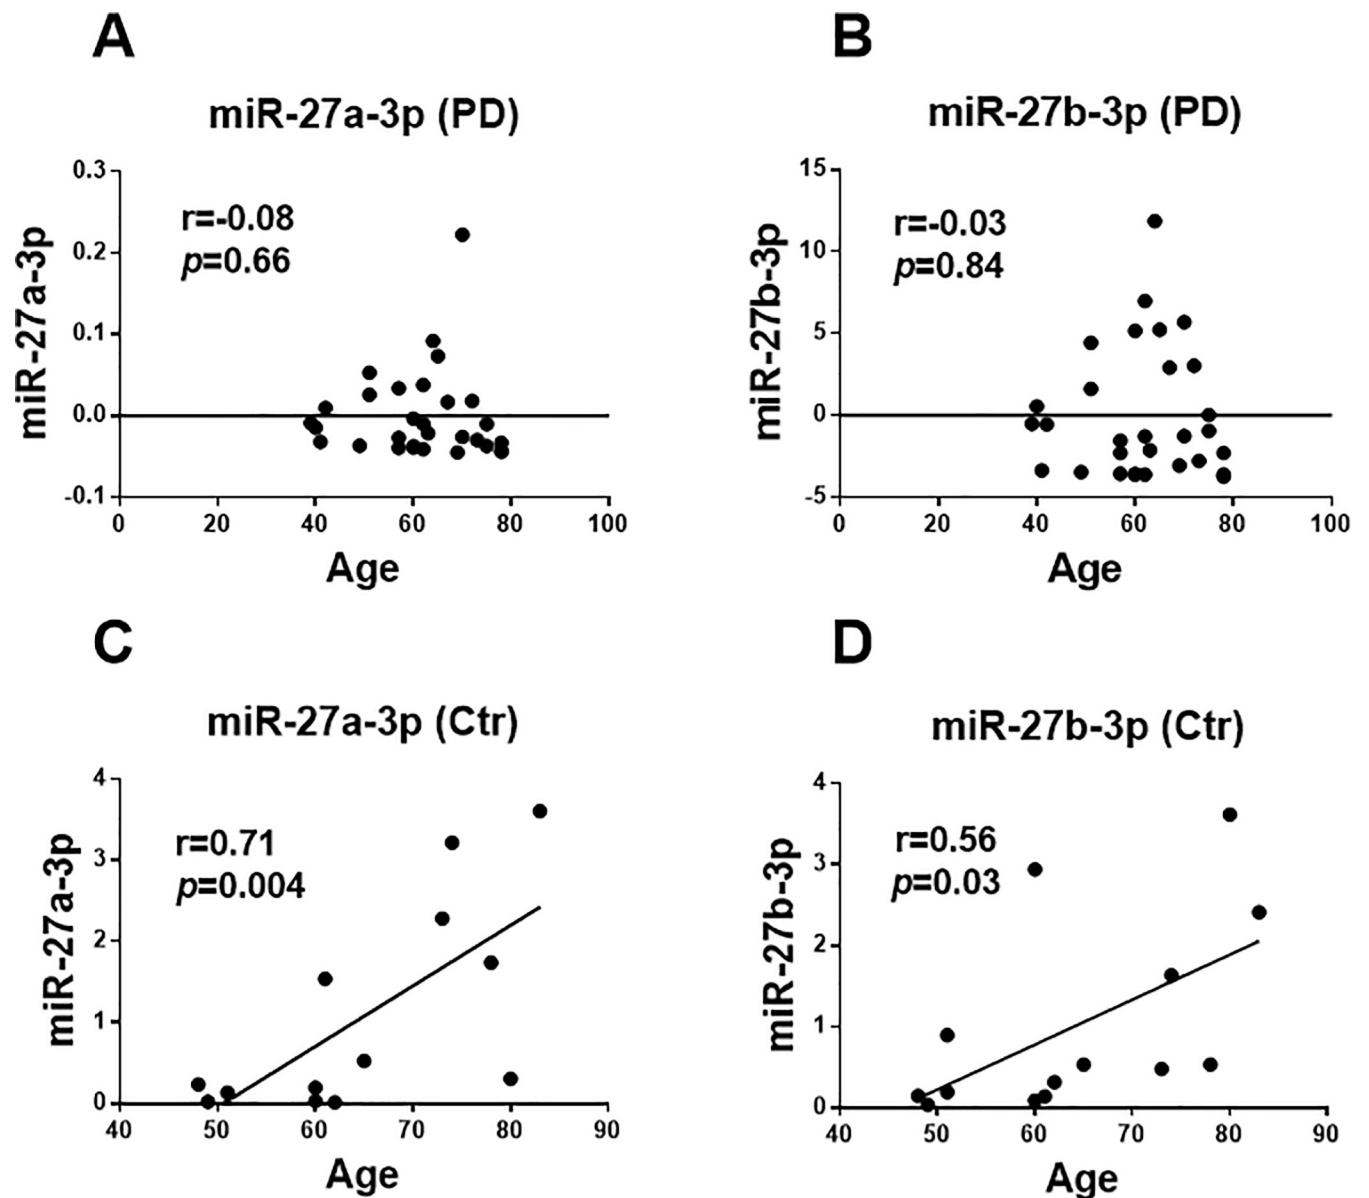 A
miR-27a-3p (PD)
r=-0.08
p=0.66
miR-27a-3p
0.3
0.2
0.1
0.0
-0.1
0 20 40 60 80 100
Age
B
miR-27b-3p (PD)
r=-0.03
p=0.84
miR-27b-3p
15
10
5
0
-5
0 20 40 60 80 100
Age
C
miR-27a-3p (Ctr)
r=0.71
p=0.004
miR-27a-3p
4
3
2
1
0
40 50 60 70 80 90
Age
D
miR-27b-3p (Ctr)
r=0.56
p=0.03
miR-27b-3p
4
3
2
1
0
40 50 60 70 80 90
Age